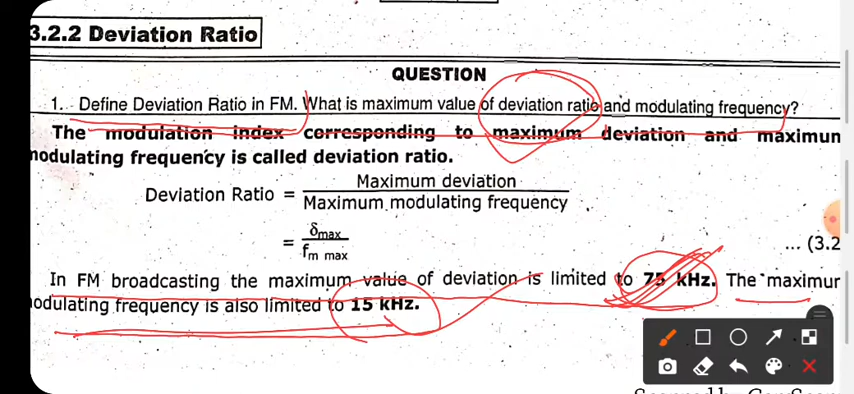 3.2.2 Deviation Ratio
QUESTION
1. Define Deviation Ratio in FM. What is maximum value of deviation ratio and modulating frequency?
The modulation index corresponding to maximum deviation and maximun
nodulating frequency is called deviation ratio.
Deviation Ratio = Maximum deviation
Maximum modulating frequency
= δmax
fm max
... (3.2
In FM broadcasting the maximum value of deviation is limited to 75 kHz. The maximur
nodulating frequency is also limited to 15 kHz.